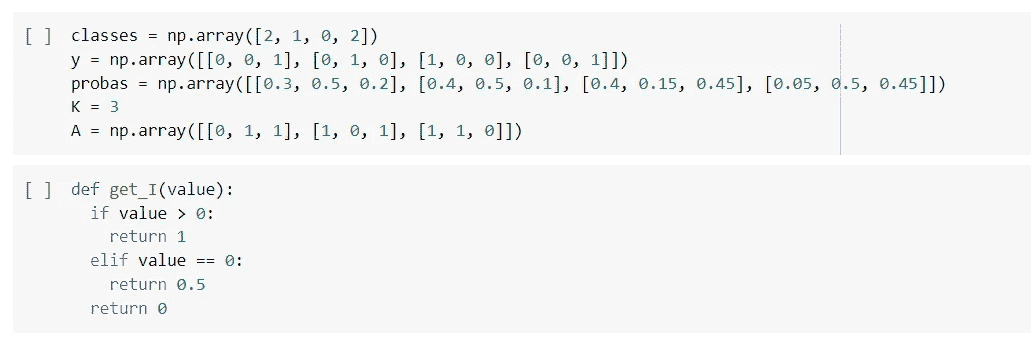 [ ] classes = np.array([2, 1, 0, 2])
y = np.array([[0, 0, 1], [0, 1, 0], [1, 0, 0], [0, 0, 1]])
probas = np.array([[0.3, 0.5, 0.2], [0.4, 0.5, 0.1], [0.4, 0.15, 0.45], [0.05, 0.5, 0.45]])
K = 3
A = np.array([[0, 1, 1], [1, 0, 1], [1, 1, 0]])
[ ] def get_I(value):
if value > 0:
return 1
elif value == 0:
return 0.5
return 0